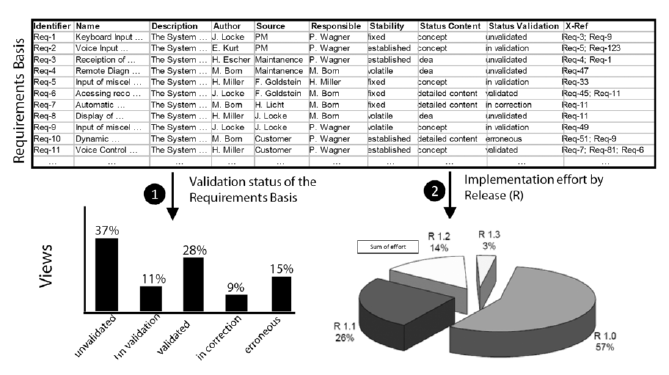 Requirements Basis
Identifier Name Description Author Source Responsible Stability Status Content Status Validation X-Ref
Req-1 Keyboard Input ... The System ... J. Locke PM P. Wagner fixed concept unvalidated Req-3; Req-9
Req-2 Voice Input ... The System ... E. Kurt PM P. Wagner established concept in validation Req-5; Req-123
Req-3 Receiption of ... The System ... H. Escher Maintanence P. Wagner established idea unvalidated Req-4; Req-1
Req-4 Remote Diagn ... The System ... M. Born Maintanence M. Born volatile idea unvalidated Req-47
Req-5 Input of miscel ... The System ... H. Miller F. Goldstein H. Miller fixed concept in validation Req-33
Req-6 Acessing reco ... The System ... J. Locke F. Goldstein M. Born fixed detailed content validated Req-45; Req-11
Req-7 Automatic ... The System ... M. Born H. Licht M. Born fixed detailed content in correction Req-11
Req-8 Display of ... The System ... H. Miller J. Locke M. Born volatile idea unvalidated Req-11
Req-9 Input of miscel ... The System ... J. Locke J. Locke P. Wagner volatile concept in validation Req-49
Req-10 Dynamic ... The System ... M. Born Customer P. Wagner established detailed content erroneous Req-51; Req-9
Req-11 Voice Control ... The System ... H. Miller Customer P. Wagner established concept validated Req-7; Req-81; Req-6
... ... ... ... ... ... ... ... ... ...
1 Validation status of the
Requirements Basis
2 Implementation effort by
Release (R)
Views
37%
11%
28%
9%
15%
unvalidated
in validation
validated
in correction
erroneous
Sum of effort
R 1.2
14%
R 1.3
3%
R 1.1
26%
R 1.0
57%